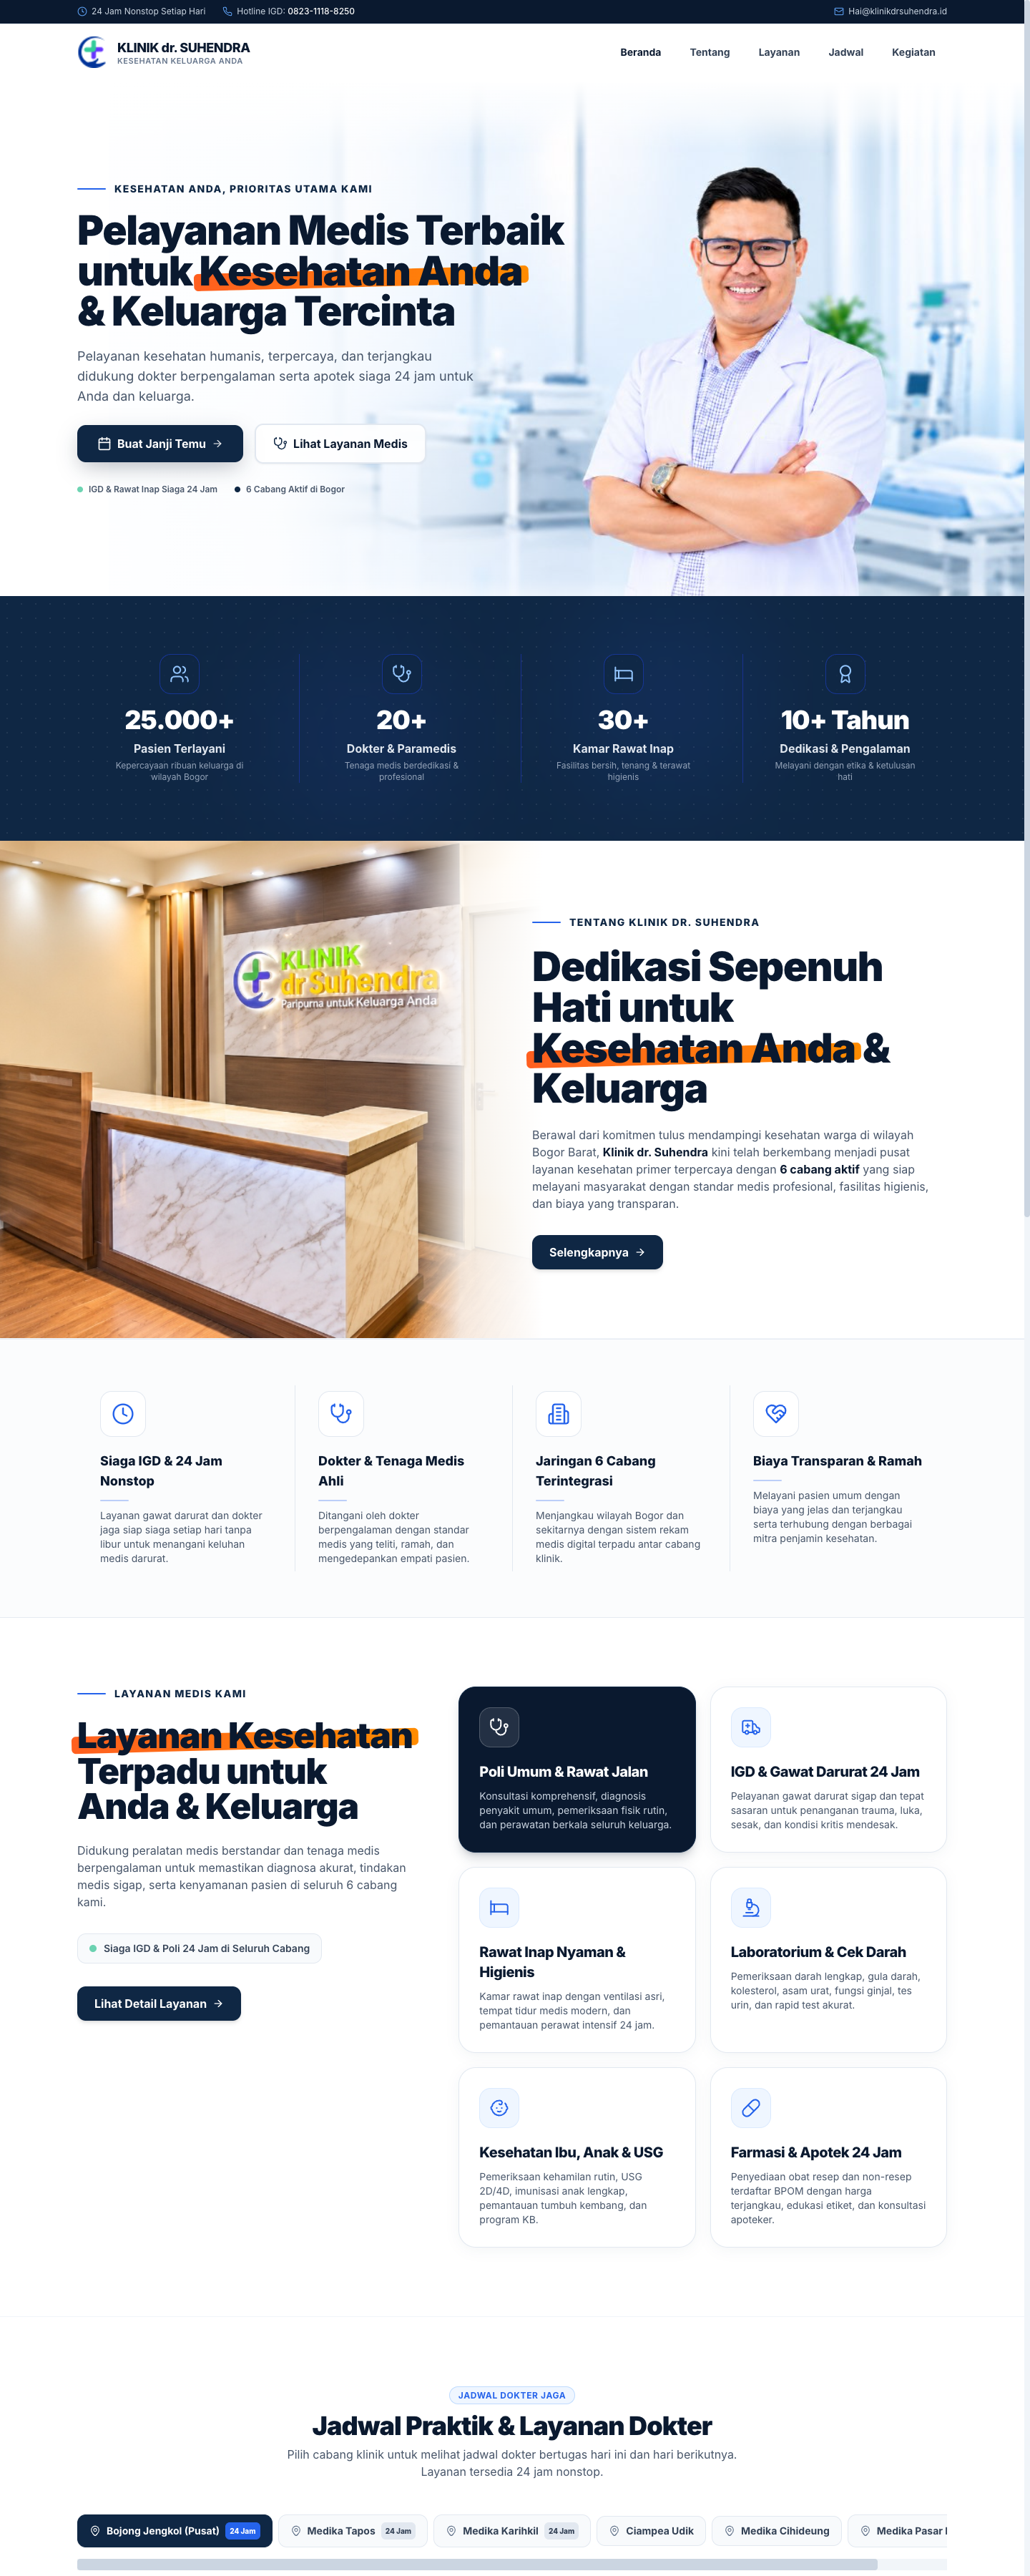 24 Jam Nonstop Setiap Hari
Hotline IGD: 0823-1118-8250
Hai@klinikdrsuhendra.id
KLINIK dr. SUHENDRA
KESEHATAN KELUARGA ANDA
Beranda
Tentang
Layanan
Jadwal
Kegiatan
KESEHATAN ANDA, PRIORITAS UTAMA KAMI
Pelayanan Medis Terbaik
untuk Kesehatan Anda
& Keluarga Tercinta
Pelayanan kesehatan humanis, terpercaya, dan terjangkau
didukung dokter berpengalaman serta apotek siaga 24 jam untuk
Anda dan keluarga.
Buat Janji Temu
Lihat Layanan Medis
IGD & Rawat Inap Siaga 24 Jam
6 Cabang Aktif di Bogor
25.000+
Pasien Terlayani
Kepercayaan ribuan keluarga di
wilayah Bogor
20+
Dokter & Paramedis
Tenaga medis berdedikasi &
profesional
30+
Kamar Rawat Inap
Fasilitas bersih, tenang & terawat
higienis
10+ Tahun
Dedikasi & Pengalaman
Melayani dengan etika & ketulusan
hati
KLINIK
dr Suhendra
Paripurna untuk Keluarga Anda
TENTANG KLINIK DR. SUHENDRA
Dedikasi Sepenuh
Hati untuk
Kesehatan Anda &
Keluarga
Berawal dari komitmen tulus mendampingi kesehatan warga di wilayah
Bogor Barat, Klinik dr. Suhendra kini telah berkembang menjadi pusat
layanan kesehatan primer terpercaya dengan 6 cabang aktif yang siap
melayani masyarakat dengan standar medis profesional, fasilitas higienis,
dan biaya yang transparan.
Selengkapnya
Siaga IGD & 24 Jam
Nonstop
Layanan gawat darurat dan dokter
jaga siap siaga setiap hari tanpa
libur untuk menangani keluhan
medis darurat.
Dokter & Tenaga Medis
Ahli
Ditangani oleh dokter
berpengalaman dengan standar
medis yang teliti, ramah, dan
mengedepankan empati pasien.
Jaringan 6 Cabang
Terintegrasi
Menjangkau wilayah Bogor dan
sekitarnya dengan sistem rekam
medis digital terpadu antar cabang
klinik.
Biaya Transparan & Ramah
Melayani pasien umum dengan
biaya yang jelas dan terjangkau
serta terhubung dengan berbagai
mitra penjamin kesehatan.
LAYANAN MEDIS KAMI
Layanan Kesehatan
Terpadu untuk
Anda & Keluarga
Didukung peralatan medis berstandar dan tenaga medis
berpengalaman untuk memastikan diagnosa akurat, tindakan
medis sigap, serta kenyamanan pasien di seluruh 6 cabang
kami.
Siaga IGD & Poli 24 Jam di Seluruh Cabang
Lihat Detail Layanan
Poli Umum & Rawat Jalan
Konsultasi komprehensif, diagnosis
penyakit umum, pemeriksaan fisik rutin,
dan perawatan berkala seluruh keluarga.
IGD & Gawat Darurat 24 Jam
Pelayanan gawat darurat sigap dan tepat
sasaran untuk penanganan trauma, luka,
sesak, dan kondisi kritis mendesak.
Rawat Inap Nyaman &
Higienis
Kamar rawat inap dengan ventilasi asri,
tempat tidur medis modern, dan
pemantauan perawat intensif 24 jam.
Laboratorium & Cek Darah
Pemeriksaan darah lengkap, gula darah,
kolesterol, asam urat, fungsi ginjal, tes
urin, dan rapid test akurat.
Kesehatan Ibu, Anak & USG
Pemeriksaan kehamilan rutin, USG
2D/4D, imunisasi anak lengkap,
pemantauan tumbuh kembang, dan
program KB.
Farmasi & Apotek 24 Jam
Penyediaan obat resep dan non-resep
terdaftar BPOM dengan harga
terjangkau, edukasi etiket, dan konsultasi
apoteker.
JADWAL DOKTER JAGA
Jadwal Praktik & Layanan Dokter
Pilih cabang klinik untuk melihat jadwal dokter bertugas hari ini dan hari berikutnya.
Layanan tersedia 24 jam nonstop.
Bojong Jengkol (Pusat) 24 Jam
Medika Tapos 24 Jam
Medika Karihkil 24 Jam
Ciampea Udik
Medika Cihideung
Medika Pasar